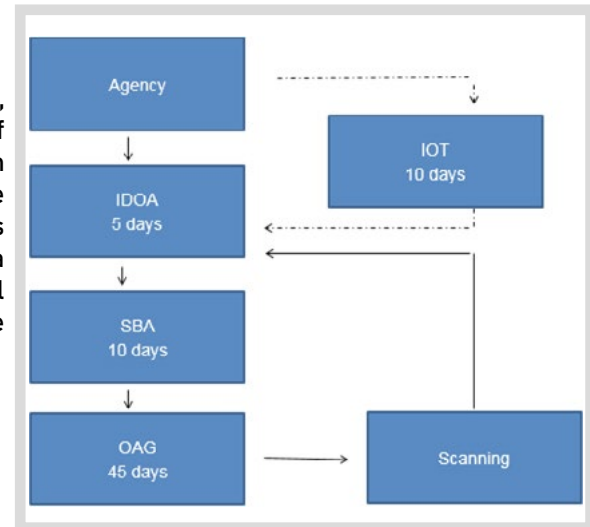 Agency
IOT
10 days
IDOA
5 days
SBA
10 days
OAG
45 days
Scanning